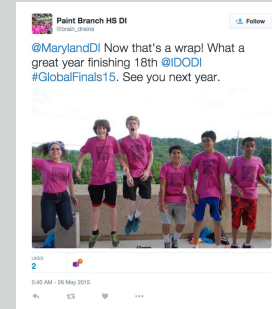 Paint Branch HS DI
@brain_drains
Follow
@MarylandDI Now that's a wrap! What a
great year finishing 18th @IDODI
#GlobalFinals15. See you next year.
LIKES
2
5:40 AM - 26 May 2015